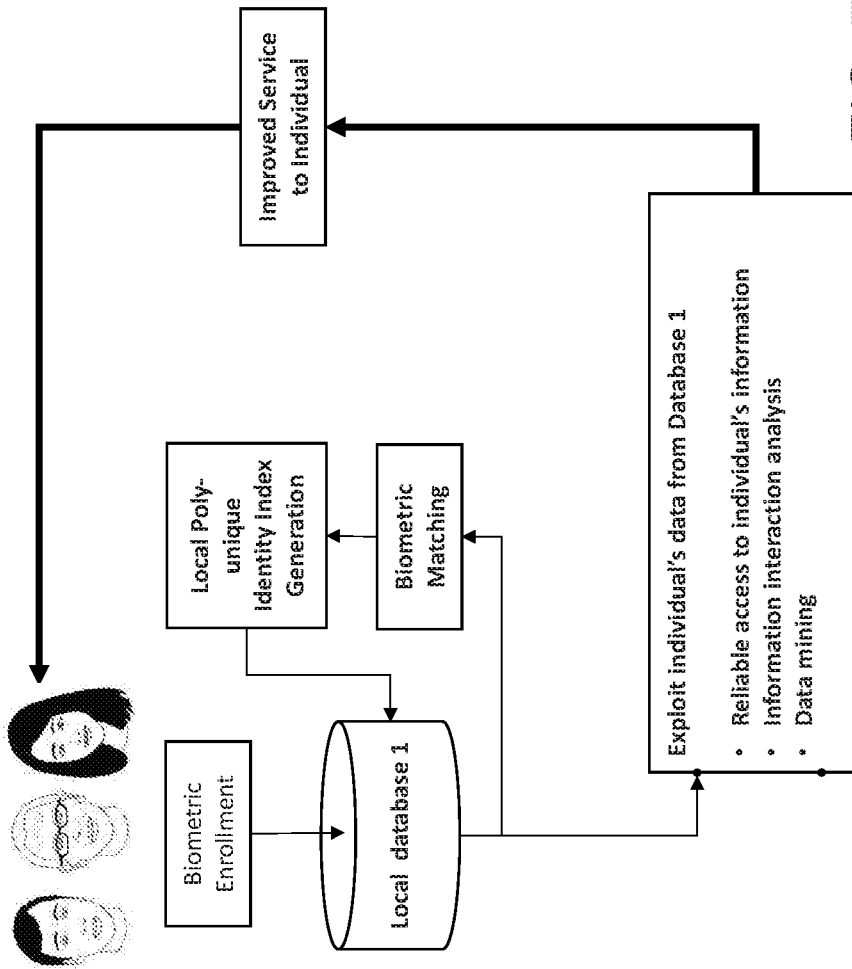 Biometric
Enrollment
Local database 1
Local Poly-
unique
Identity Index
Generation
Biometric
Matching
Improved Service
to Individual
Exploit individual's data from Database 1
• Reliable access to individual's information
• Information interaction analysis
• Data mining